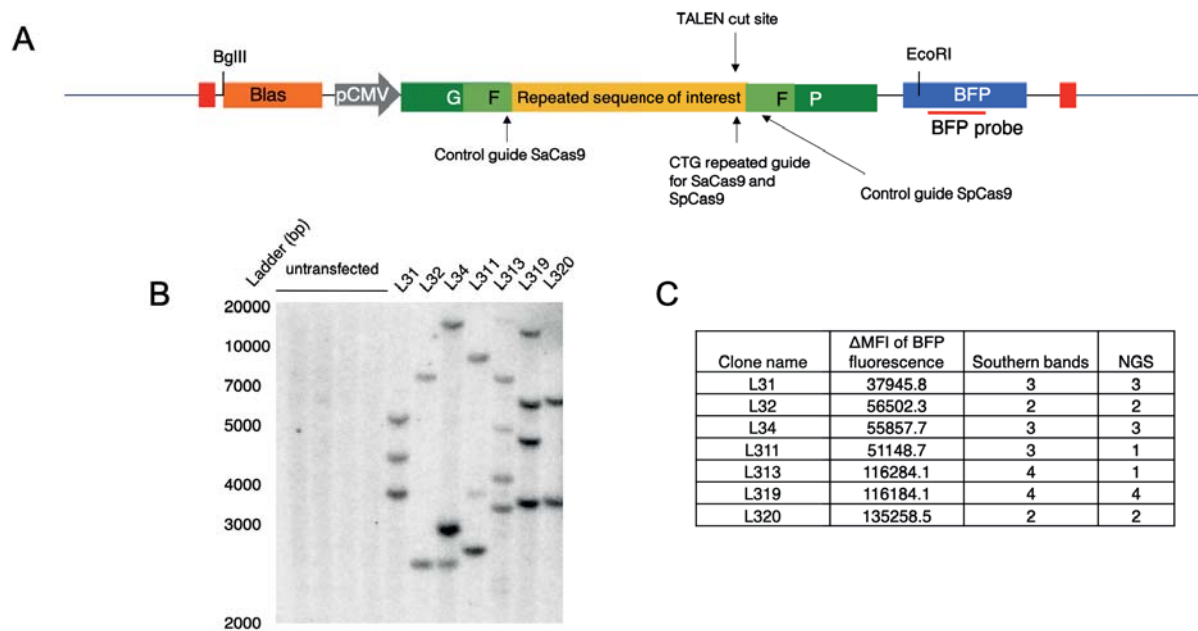 A
TALEN cut site
BglII
EcoRI
Blas
pCMV
G
F
Repeated sequence of interest
F
P
BFP
BFP probe
Control guide SaCas9
CTG repeated guide
for SaCas9 and
SpCas9
Control guide SpCas9
B
Ladder (bp)
untransfected
L31
L32
L34
L311
L313
L319
L320
20000
10000
7000
5000
4000
3000
2000
C
Clone name ΔMFI of BFP fluorescence Southern bands NGS
L31 37945.8 3 3
L32 56502.3 2 2
L34 55857.7 3 3
L311 51148.7 3 1
L313 116284.1 4 1
L319 116184.1 4 4
L320 135258.5 2 2